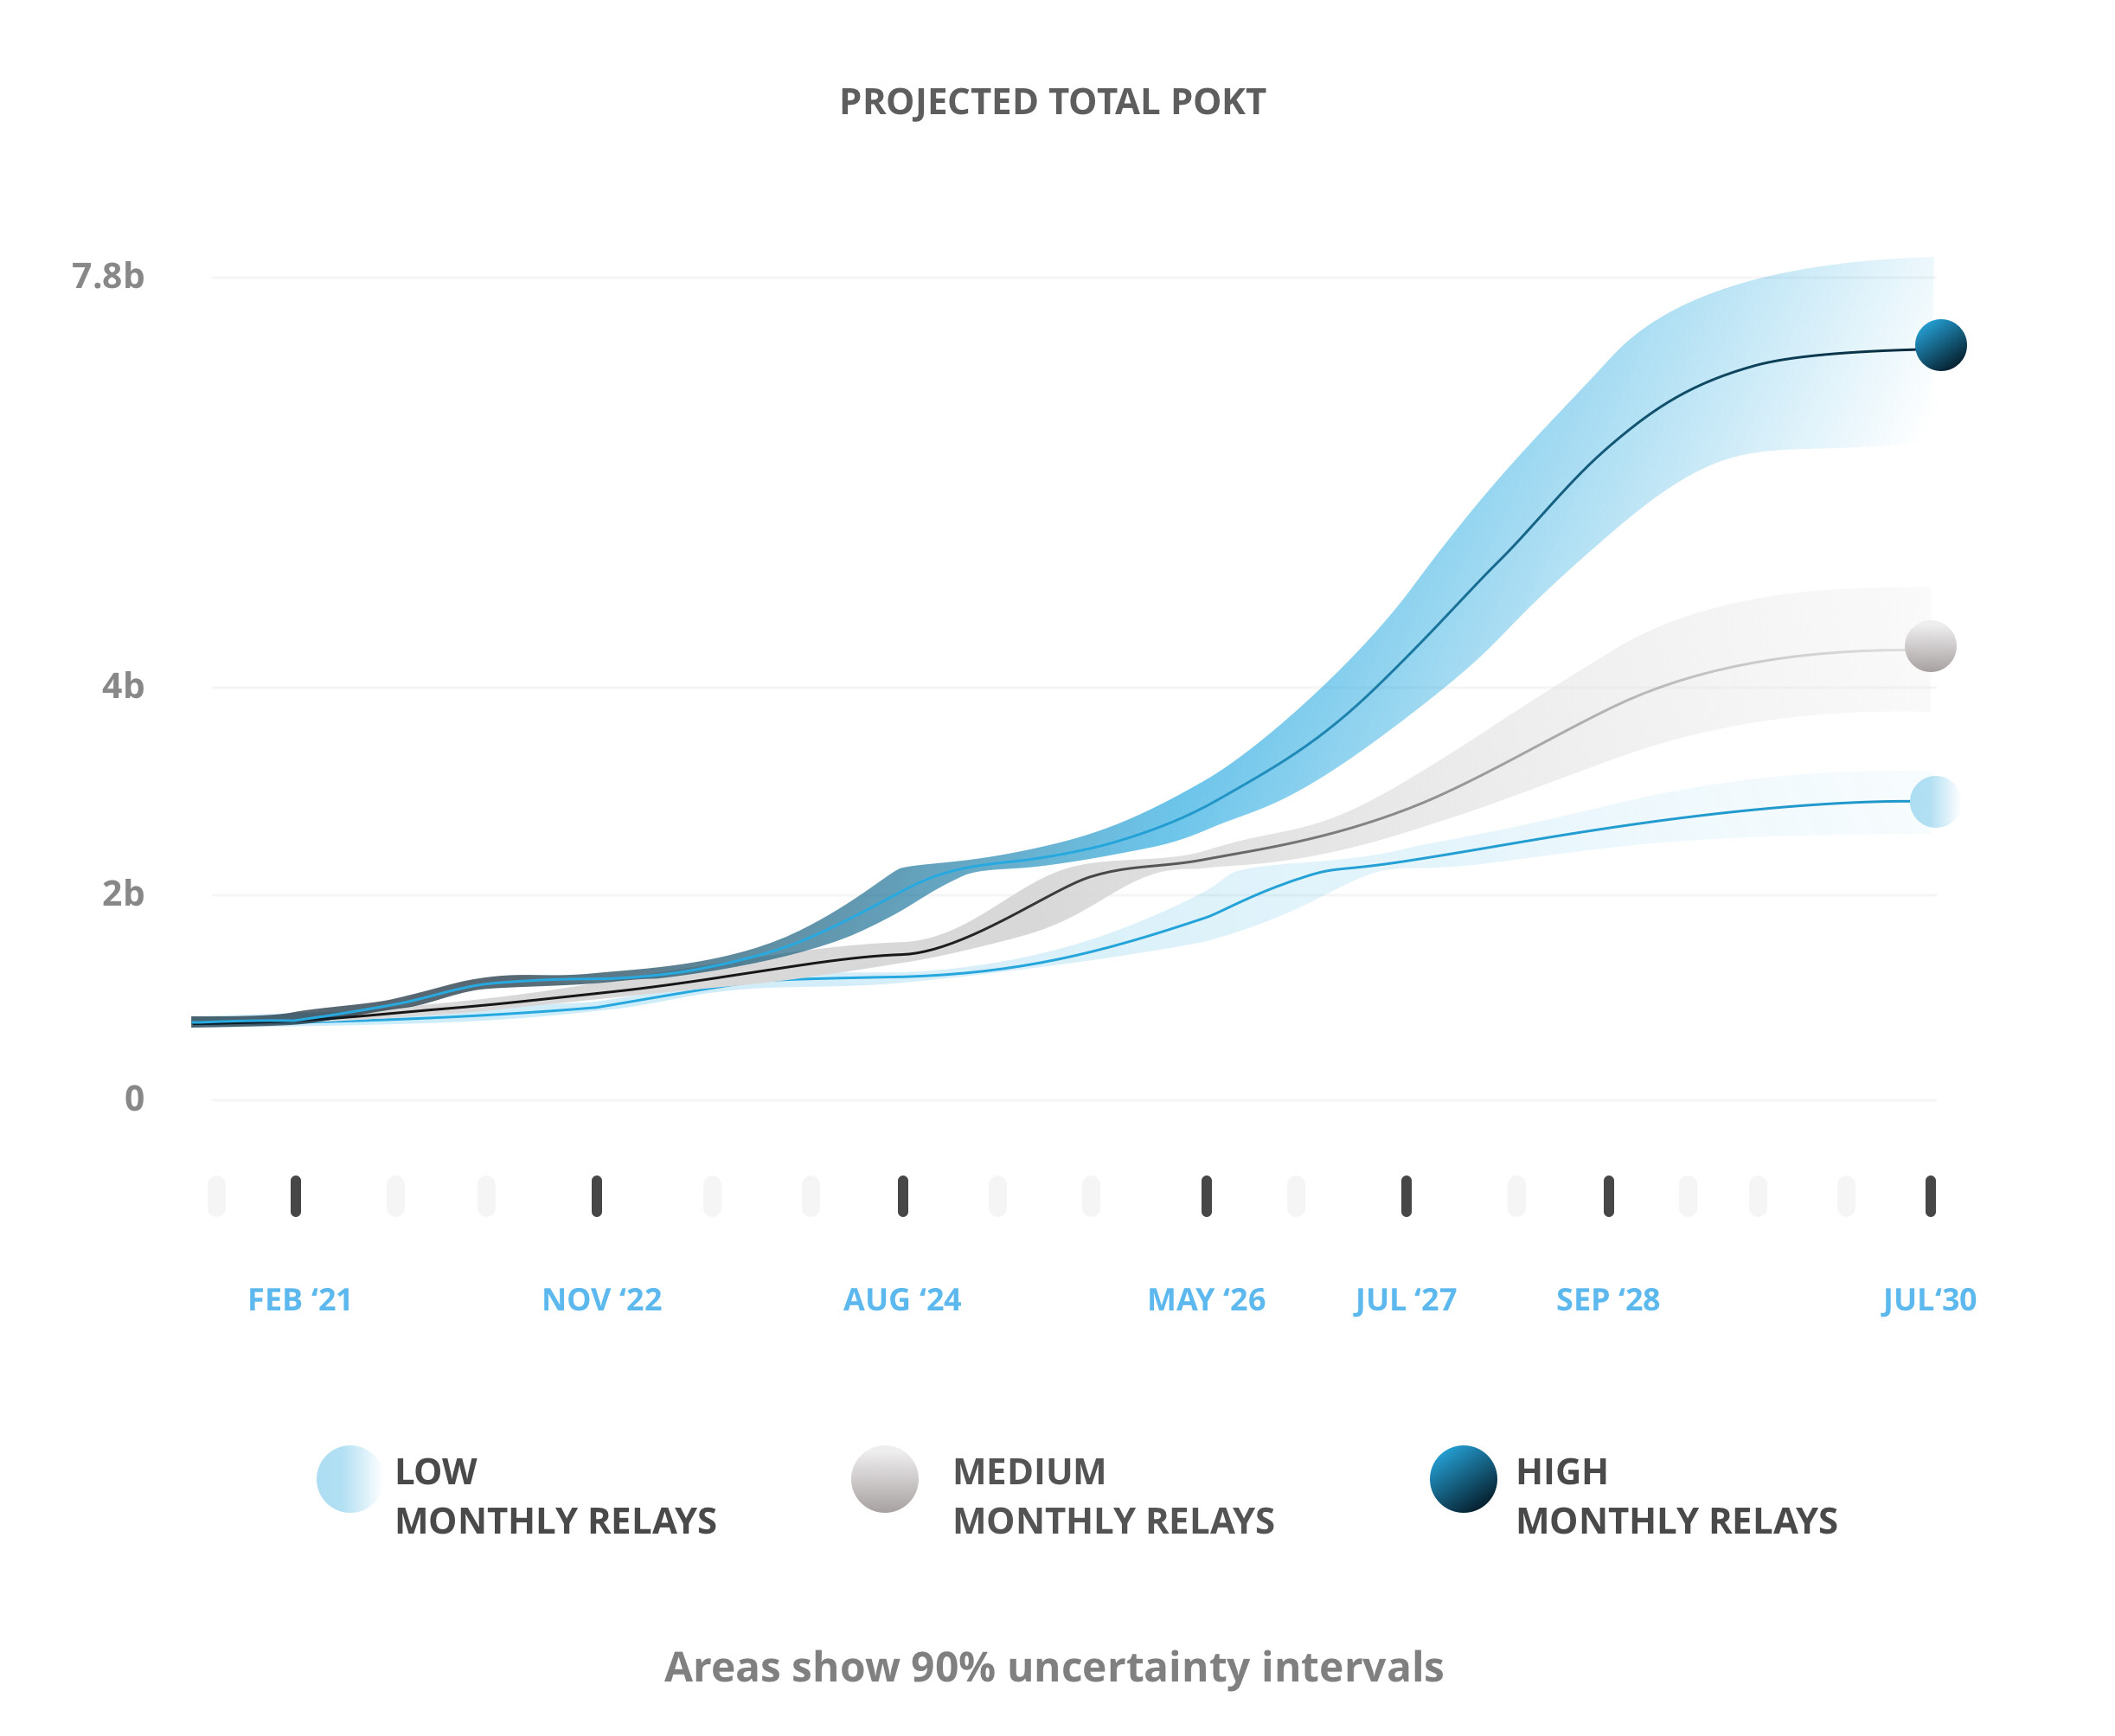 PROJECTED TOTAL POKT
7.8b
4b
2b
0
FEB ‘21
NOV ‘22
AUG ‘24
MAY ‘26
JUL ‘27
SEP ‘28
JUL‘30
LOW
MONTHLY RELAYS
MEDIUM
MONTHLY RELAYS
HIGH
MONTHLY RELAYS
Areas show 90% uncertainty intervals